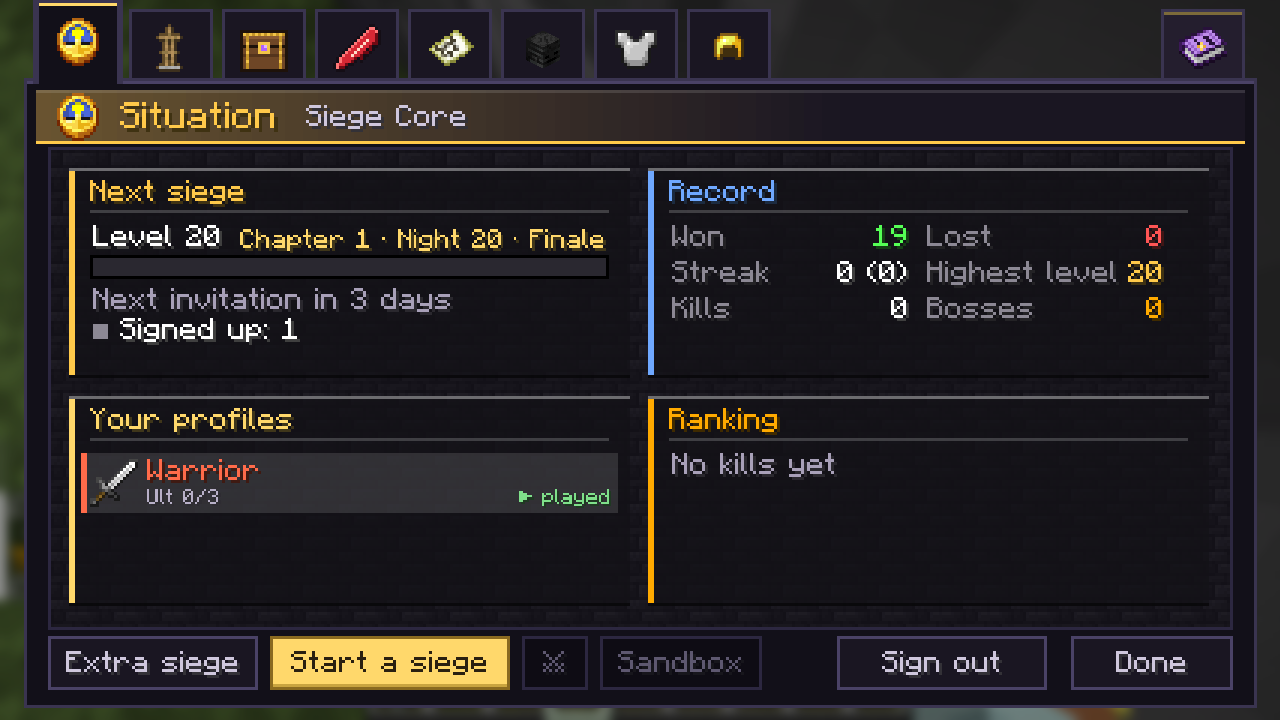 Situation Siege Core
Next siege
Level 20 Chapter 1 · Night 20 · Finale
Next invitation in 3 days
Signed up: 1
Record
Won 19 Lost 0
Streak 0 (0) Highest level 20
Kills 0 Bosses 0
Your profiles
Warrior
Ult 0/3 ► played
Ranking
No kills yet
Extra siege Start a siege Sandbox Sign out Done